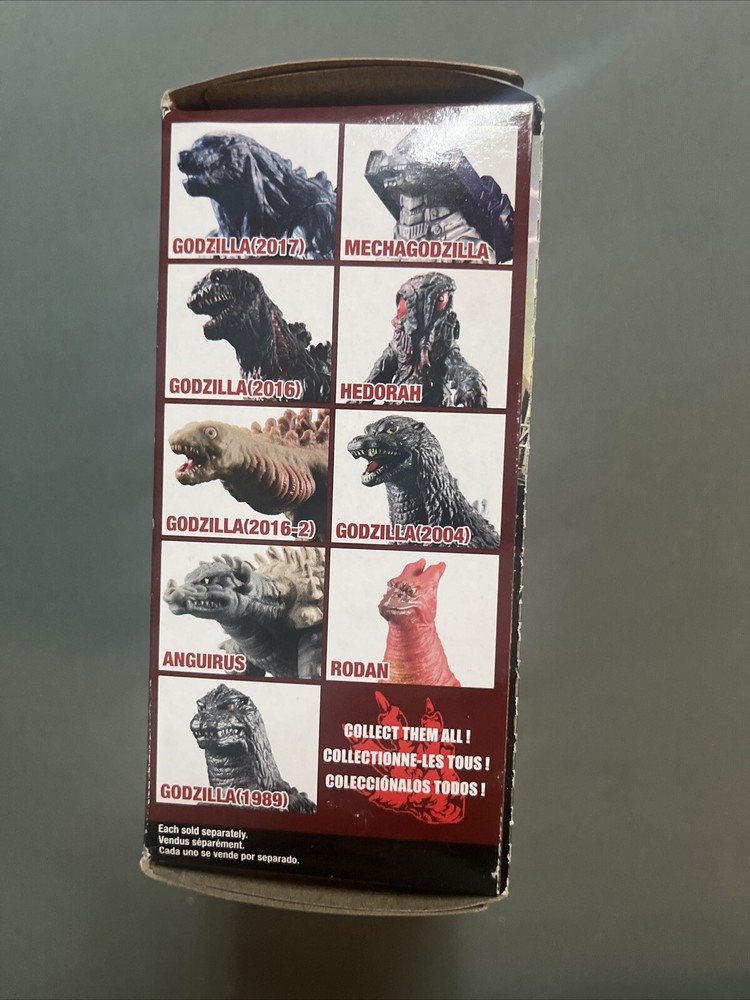 GODZILLA(2017)
MECHAGODZILLA
GODZILLA(2016)
HEDORAH
GODZILLA(2016-2)
GODZILLA(2004)
ANGUIRUS
RODAN
GODZILLA(1989)
COLLECT THEM ALL !
COLLECTIONNE-LES TOUS !
COLECCIÓNALOS TODOS !
Each sold separately.
Vendus séparément.
Cada uno se vende por separado.